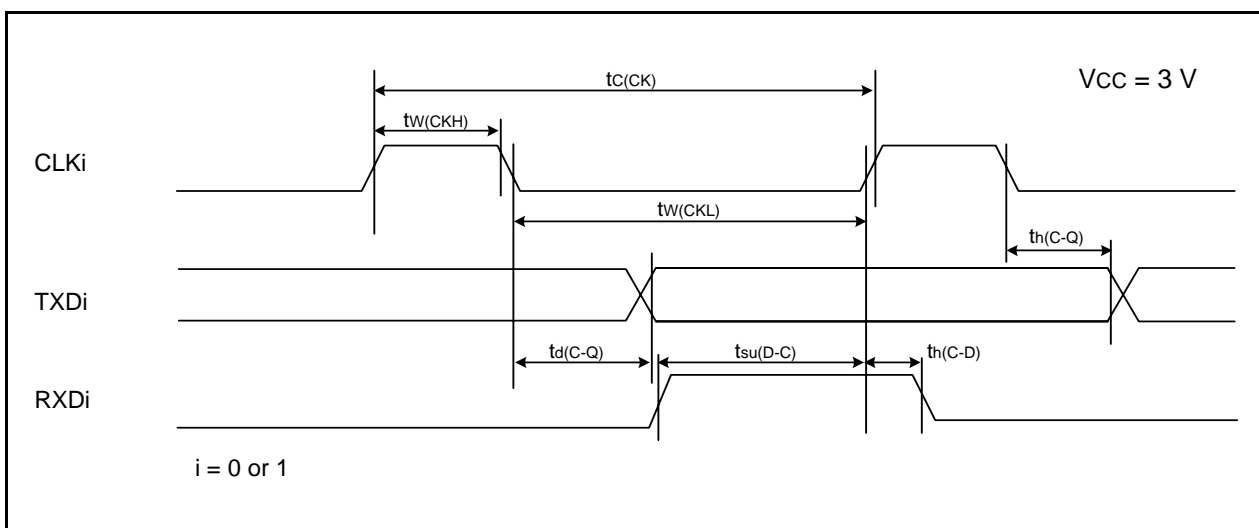 tC(CK)
VCC = 3 V
tW(CKH)
CLKi
tW(CKL)
th(C-Q)
TXDi
td(C-Q)
tsu(D-C)
th(C-D)
RXDi
i = 0 or 1